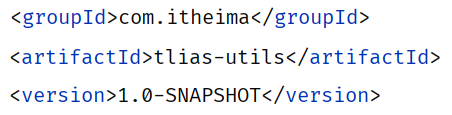 <groupId>com.itheima</groupId>
<artifactId>tlias-utils</artifactId>
<version>1.0-SNAPSHOT</version>